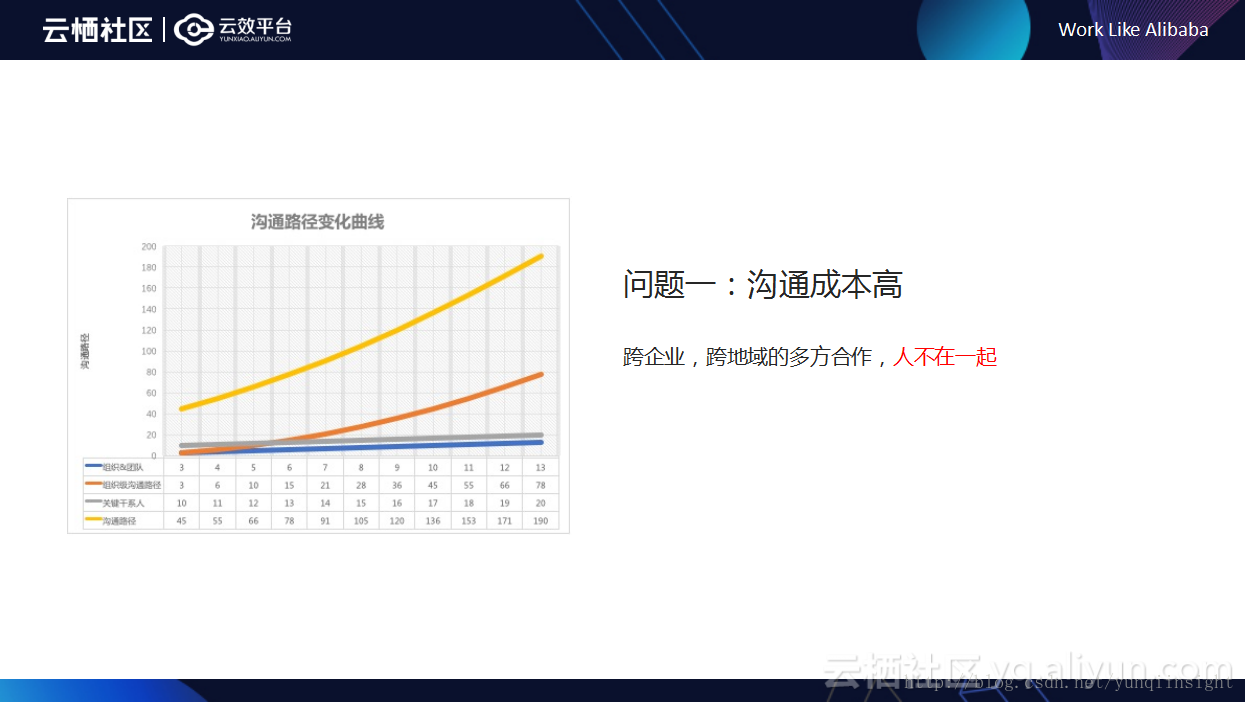 云栖社区
云效平台
YUNXIAO.ALIYUN.COM
Work Like Alibaba
沟通路径变化曲线
沟通路径
200
180
160
140
120
100
80
60
40
20
0
组织&团队 3 4 5 6 7 8 9 10 11 12 13
组织级沟通路径 3 6 10 15 21 28 36 45 55 66 78
关键干系人 10 11 12 13 14 15 16 17 18 19 20
沟通路径 45 55 66 78 91 105 120 136 153 171 190
问题一：沟通成本高
跨企业，跨地域的多方合作，人不在一起
云栖社区 yq.aliyun.com
http://blog.csdn.net/yunqiinsight